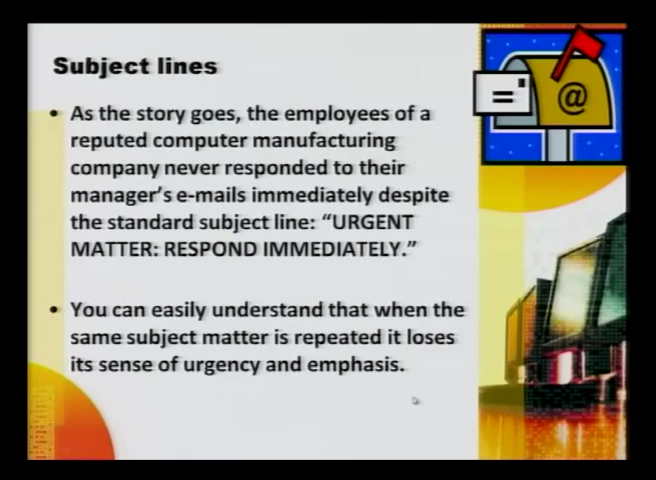 Subject lines
• As the story goes, the employees of a
reputed computer manufacturing
company never responded to their
manager's e-mails immediately despite
the standard subject line: “URGENT
MATTER: RESPOND IMMEDIATELY.”
• You can easily understand that when the
same subject matter is repeated it loses
its sense of urgency and emphasis.
@